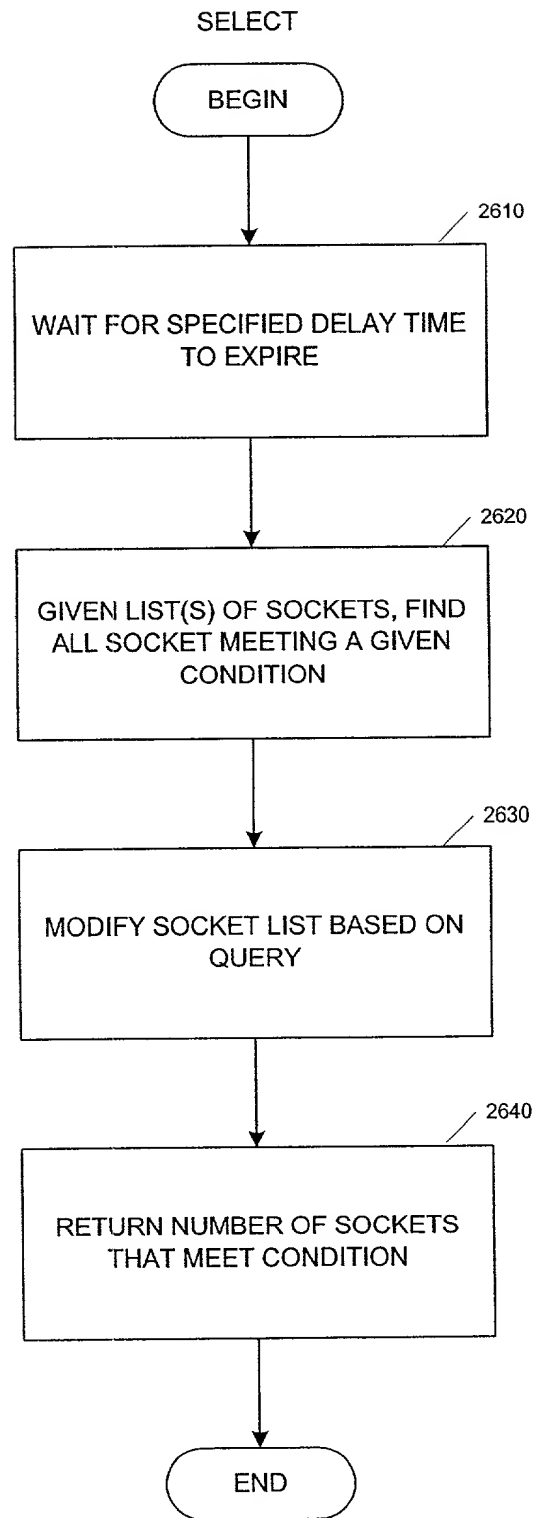 SELECT
BEGIN
2610
WAIT FOR SPECIFIED DELAY TIME
TO EXPIRE
2620
GIVEN LIST(S) OF SOCKETS, FIND
ALL SOCKET MEETING A GIVEN
CONDITION
2630
MODIFY SOCKET LIST BASED ON
QUERY
2640
RETURN NUMBER OF SOCKETS
THAT MEET CONDITION
END